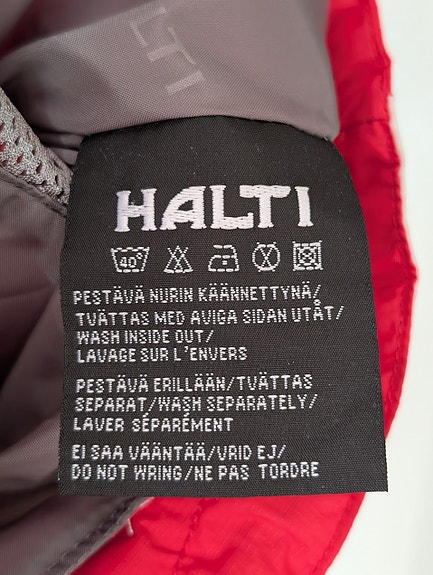 HALTI
HALTI
40°
PESTÄVÄ NURIN KÄÄNNETTYNÄ/
TVÄTTAS MED AVIGA SIDAN UTÅT/
WASH INSIDE OUT/
LAVAGE SUR L'ENVERS
PESTÄVÄ ERILLÄÄN/TVÄTTAS
SEPARAT/WASH SEPARATELY/
LAVER SÉPARÉMENT
EI SAA VÄÄNTÄÄ/VRID EJ/
DO NOT WRING/NE PAS TORDRE